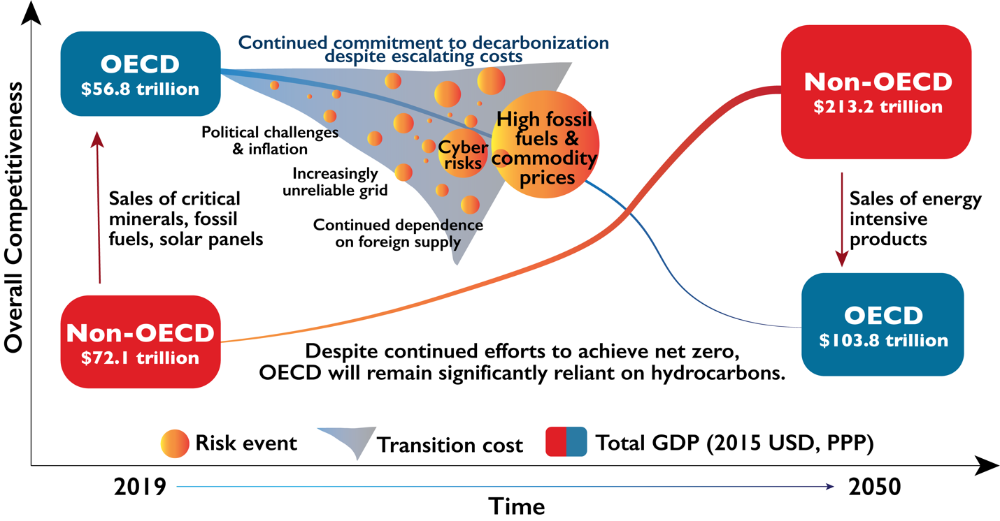 Overall Competitiveness
OECD
$56.8 trillion
Continued commitment to decarbonization
despite escalating costs
Non-OECD
$213.2 trillion
Political challenges
& inflation
Increasingly
unreliable grid
Continued dependence
on foreign supply
Cyber
risks
High fossil
fuels &
commodity
prices
Sales of critical
minerals, fossil
fuels, solar panels
Sales of energy
intensive
products
Non-OECD
$72.1 trillion
OECD
$103.8 trillion
Despite continued efforts to achieve net zero,
OECD will remain significantly reliant on hydrocarbons.
Risk event
Transition cost
Total GDP (2015 USD, PPP)
2019
2050
Time